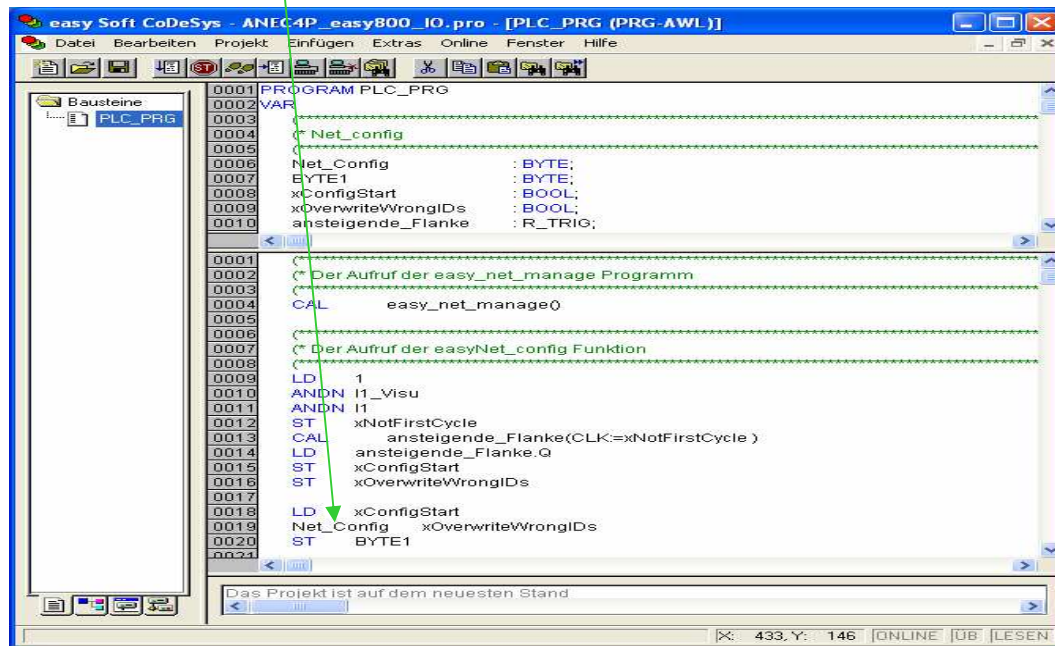 easy Soft CoDeSys - ANEC4P_easy800_IO.pro - [PLC_PRG (PRG-AWL)]
Datei Bearbeiten Projekt Einfügen Extras Online Fenster Hilfe
Bausteine
PLC_PRG
0001 PROGRAM PLC_PRG
0002 VAR
0003 (************************************************************
0004 (* Net_config
0005 (************************************************************
0006 Net_Config : BYTE;
0007 BYTE1 : BYTE;
0008 xConfigStart : BOOL;
0009 xOverwriteWrongIDs : BOOL;
0010 ansteigende_Flanke : R_TRIG;
0001 (************************************************************
0002 (* Der Aufruf der easy_net_manage Programm
0003 (************************************************************
0004 CAL easy_net_manage()
0005
0006 (************************************************************
0007 (* Der Aufruf der easyNet_config Funktion
0008 (************************************************************
0009 LD 1
0010 ANDN I1_Visu
0011 ANDN I1
0012 ST xNotFirstCycle
0013 CAL ansteigende_Flanke(CLK:=xNotFirstCycle )
0014 LD ansteigende_Flanke.Q
0015 ST xConfigStart
0016 ST xOverwriteWrongIDs
0017
0018 LD xConfigStart
0019 Net_Config xOverwriteWrongIDs
0020 ST BYTE1
0021
Das Projekt ist auf dem neuesten Stand
X: 433, Y: 146 ONLINE ÜB LESEN